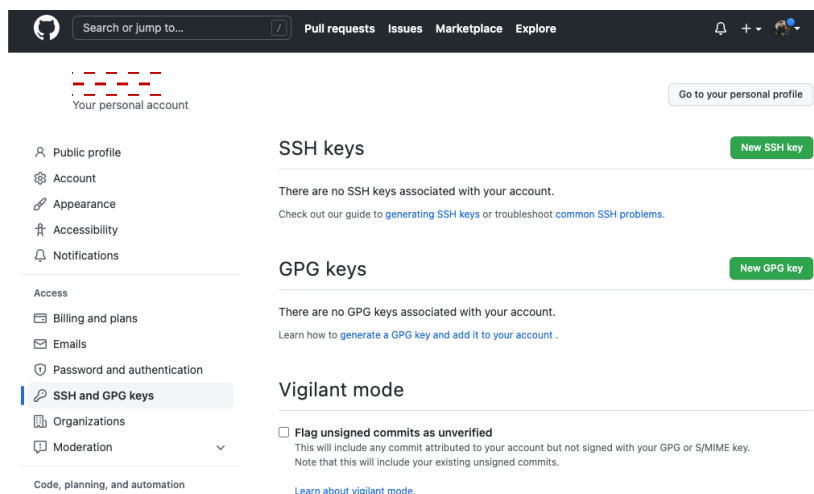 Search or jump to... /
Pull requests Issues Marketplace Explore
Your personal account
Go to your personal profile
Public profile
Account
Appearance
Accessibility
Notifications
Access
Billing and plans
Emails
Password and authentication
SSH and GPG keys
Organizations
Moderation
Code, planning, and automation
SSH keys
New SSH key
There are no SSH keys associated with your account.
Check out our guide to generating SSH keys or troubleshoot common SSH problems.
GPG keys
New GPG key
There are no GPG keys associated with your account.
Learn how to generate a GPG key and add it to your account .
Vigilant mode
Flag unsigned commits as unverified
This will include any commit attributed to your account but not signed with your GPG or S/MIME key.
Note that this will include your existing unsigned commits.
Learn about vigilant mode.